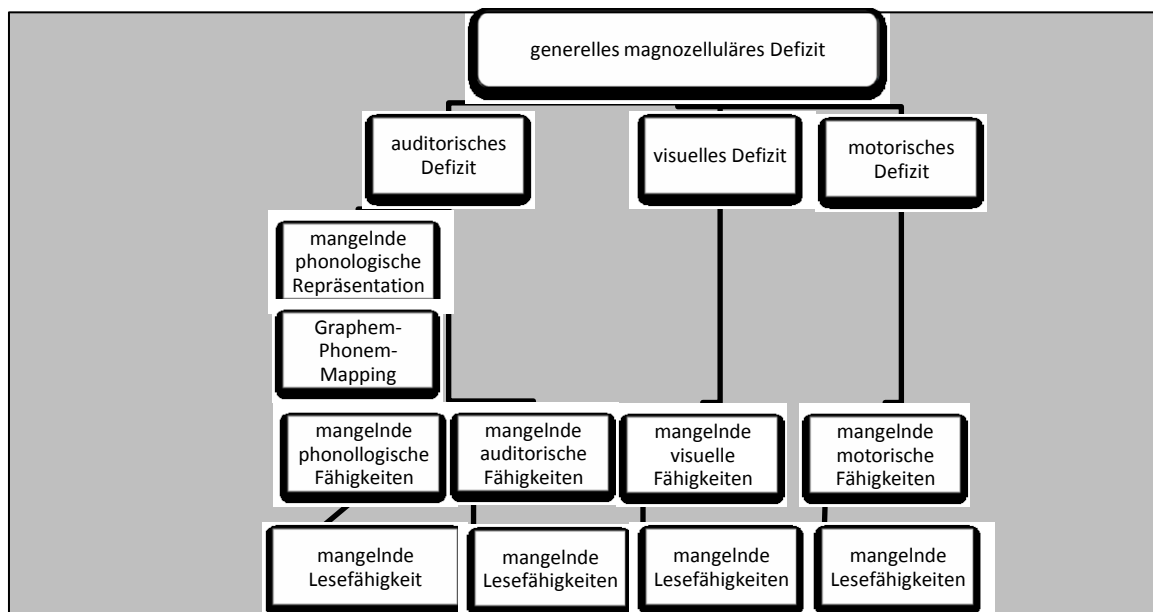 generelles magnozelluläres Defizit
auditorisches
Defizit
visuelles Defizit
motorisches
Defizit
mangelnde
phonologische
Repräsentation
Graphem-
Phonem-
Mapping
mangelnde
phonollogische
Fähigkeiten
mangelnde
auditorische
Fähigkeiten
mangelnde
visuelle
Fähigkeiten
mangelnde
motorische
Fähigkeiten
mangelnde
Lesefähigkeit
mangelnde
Lesefähigkeiten
mangelnde
Lesefähigkeiten
mangelnde
Lesefähigkeiten